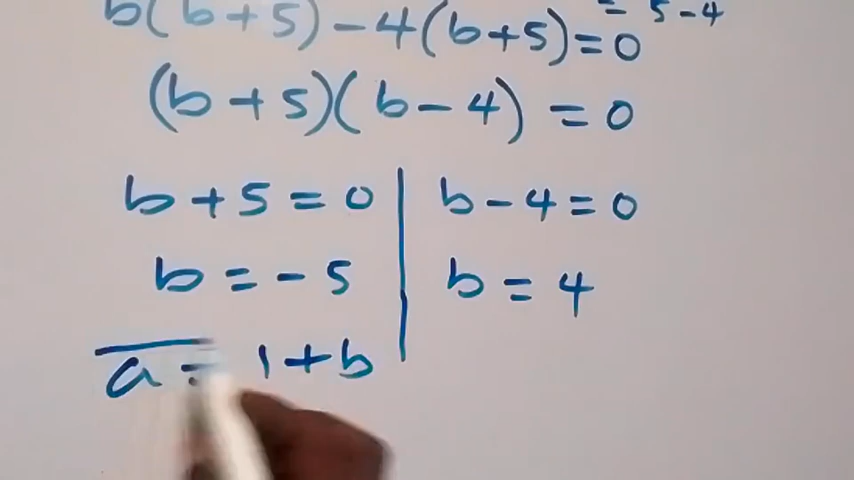 = 5-4
b(b+5)-4(b+5)=0
(b+5)(b-4)=0
b+5=0 | b-4=0
b=-5 | b=4
a=1+b